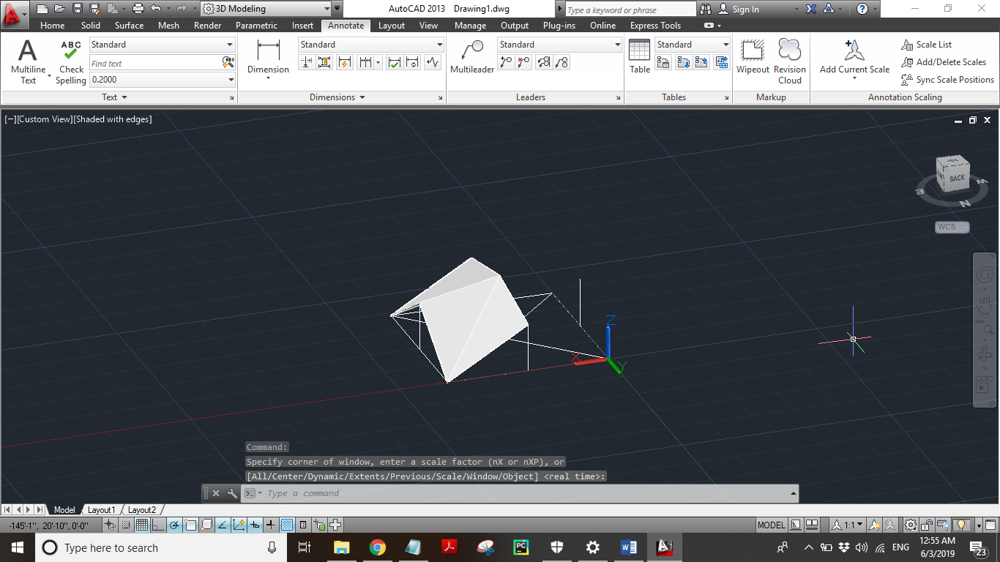 3D Modeling AutoCAD 2013 Drawing1.dwg Type a keyword or phrase Sign In
Home Solid Surface Mesh Render Parametric Insert Annotate Layout View Manage Output Plug-ins Online Express Tools
Standard Standard Standard Standard Scale List
ABC
Find text ABC
Multiline Text
Check Spelling
Dimension Multileader Table Wipeout Revision Cloud Add Current Scale Add/Delete Scales
0.2000 Sync Scale Positions
Text Dimensions Leaders Tables Markup Annotation Scaling
[−][Custom View][Shaded with edges]
TOP
BACK
E N W
WCS
Z
X Y
Command:
Specify corner of window, enter a scale factor (nX or nXP), or
[All/Center/Dynamic/Extents/Previous/Scale/Window/Object] <real time>:
Type a command
Model Layout1 Layout2
-145'-1", 20'-10", 0'-0" MODEL 1:1
Type here to search PC W ENG 12:55 AM
6/3/2019 23